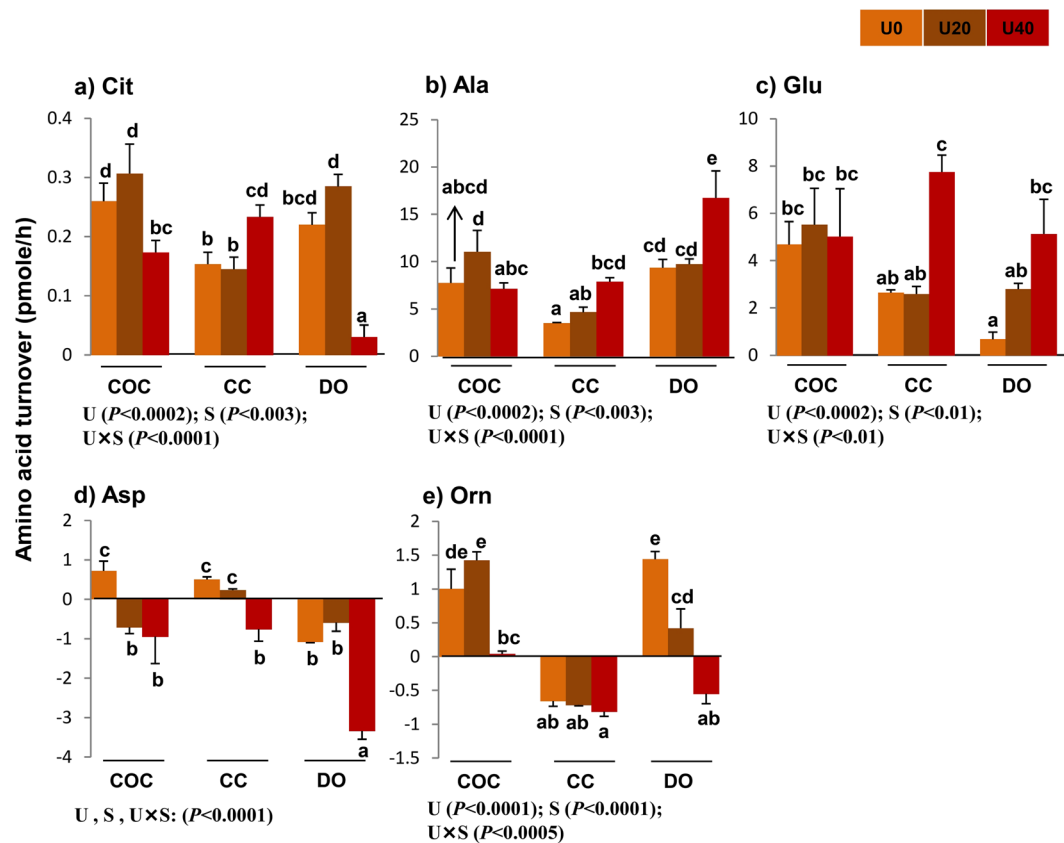 U0 U20 U40
a) Cit
b) Ala
c) Glu
Amino acid turnover (pmole/h)
0.4
0.3
0.2
0.1
0
d
d
bc
b
b
cd
bcd
d
a
COC CC DO
U (P<0.0002); S (P<0.003);
U×S (P<0.0001)
25
20
15
10
5
0
abcd
d
abc
a
ab
bcd
cd
cd
e
COC CC DO
U (P<0.0002); S (P<0.003);
U×S (P<0.0001)
10
8
6
4
2
0
bc
bc
bc
ab
ab
c
a
ab
bc
COC CC DO
U (P<0.0002); S (P<0.01);
U×S (P<0.01)
d) Asp
2
1
0
-1
-2
-3
-4
c
b
b
c
c
b
b
b
a
COC CC DO
U , S , U×S: (P<0.0001)
e) Orn
2
1.5
1
0.5
0
-0.5
-1
-1.5
de
e
bc
ab
ab
a
e
cd
ab
COC CC DO
U (P<0.0001); S (P<0.0001);
U×S (P<0.0005)